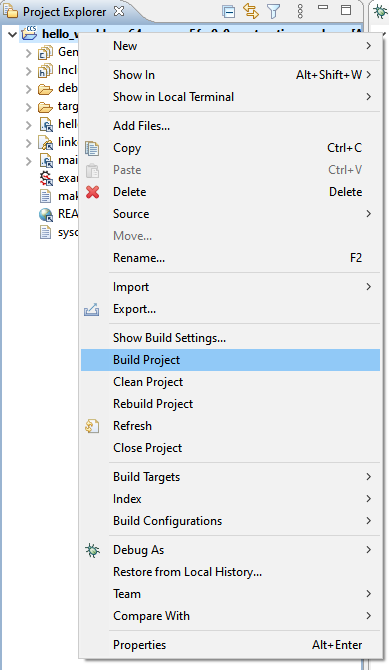 Project Explorer
CCS
New
Gen
Show In Alt+Shift+W
Incl
Show in Local Terminal
deb
targ
Add Files...
hell
Copy Ctrl+C
link
Paste Ctrl+V
mai
Delete Delete
exa
Source
mak
REA
Move...
sysc
Rename... F2
Import
Export...
Show Build Settings...
Build Project
Clean Project
Rebuild Project
Refresh
Close Project
Build Targets
Index
Build Configurations
Debug As
Restore from Local History...
Team
Compare With
Properties Alt+Enter